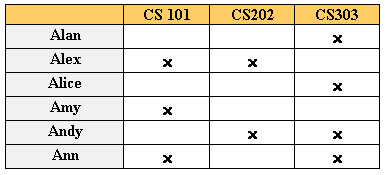 CS 101 CS202 CS303
Alan x
Alex x x
Alice x
Amy x
Andy x x
Ann x x